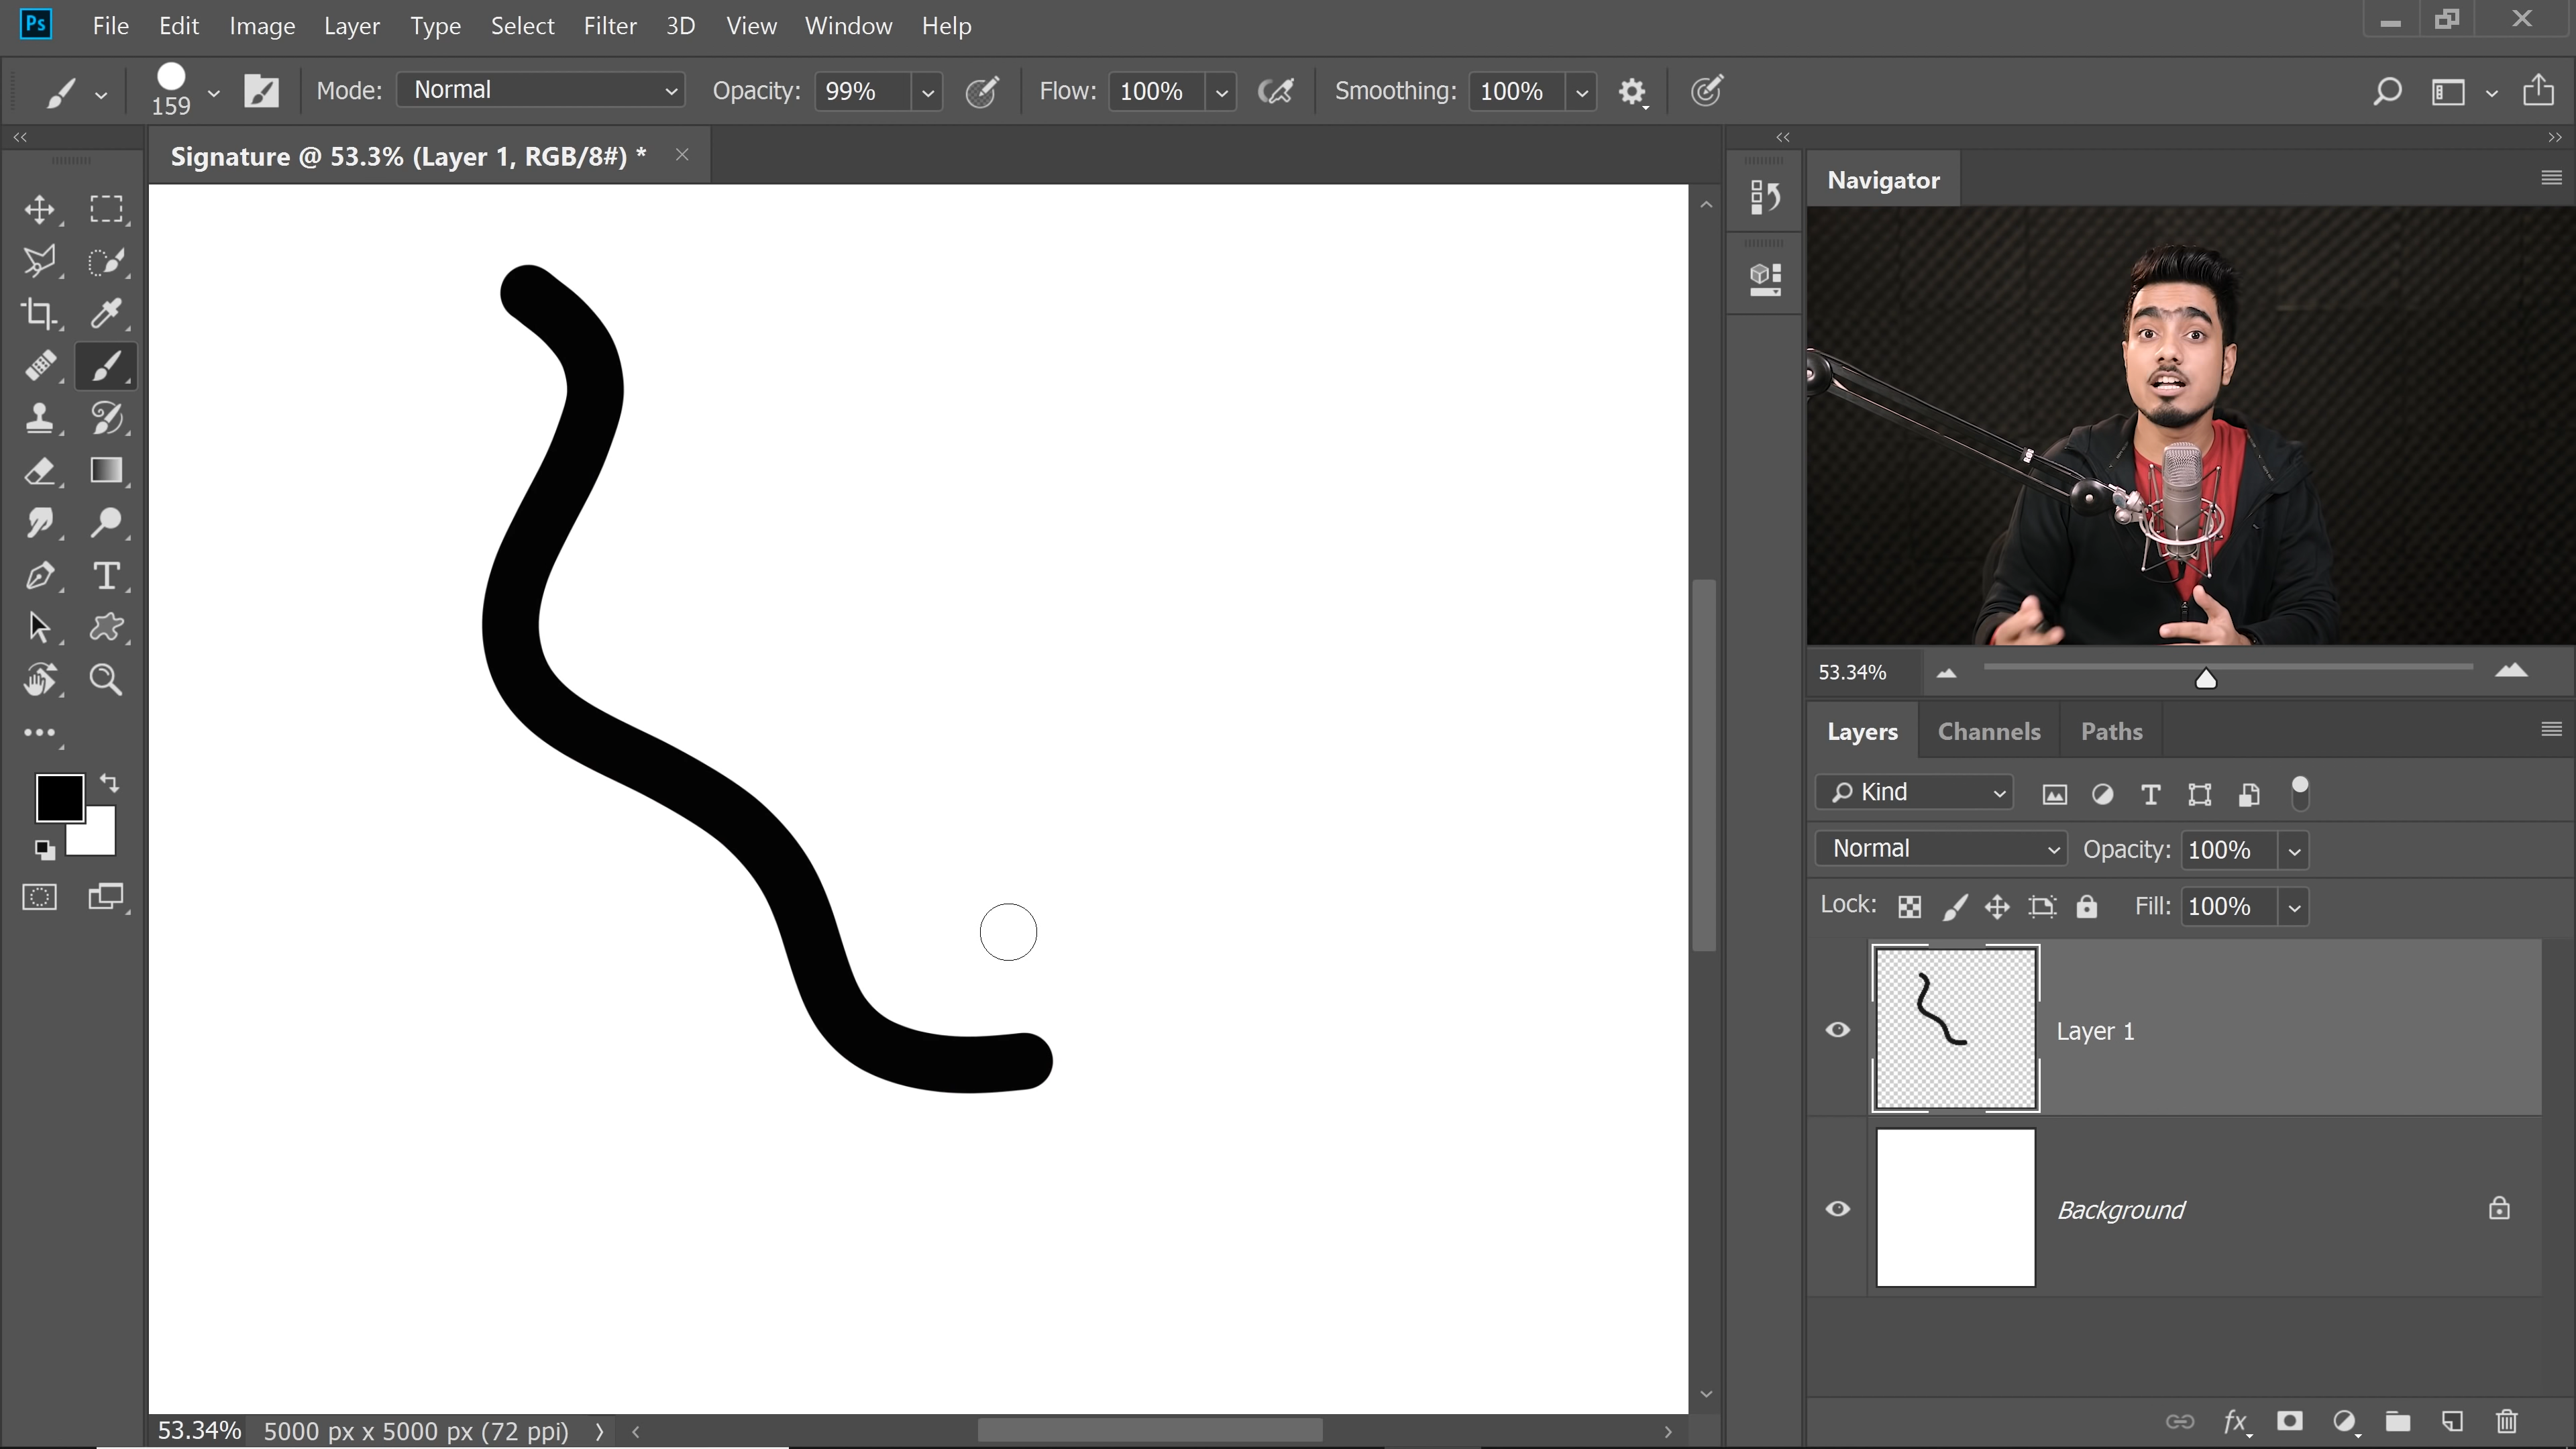 Ps File Edit Image Layer Type Select Filter 3D View Window Help
159 Mode: Normal Opacity: 99% Flow: 100% Smoothing: 100%
Signature @ 53.3% (Layer 1, RGB/8#) *
Navigator
53.34%
Layers Channels Paths
Kind
Normal Opacity: 100%
Lock: Fill: 100%
Layer 1
Background
fx
53.34% 5000 px x 5000 px (72 ppi)